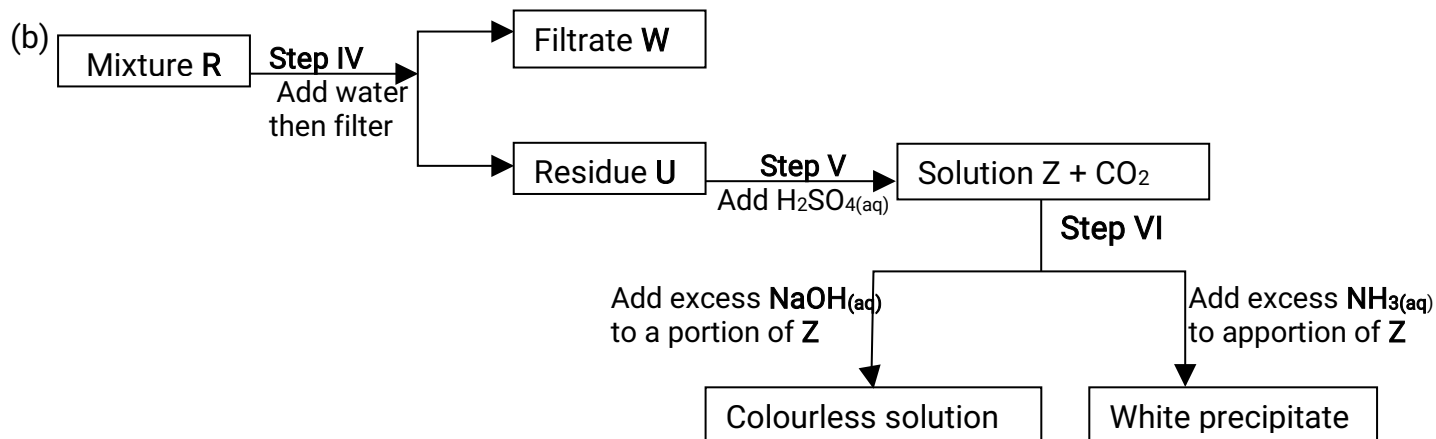 (b)
Mixture R
Step IV
Add water
then filter
Filtrate W
Residue U
Step V
Add H₂SO₄₍aq₎
Solution Z + CO₂
Step VI
Add excess NaOH(aq)
to a portion of Z
Add excess NH₃(aq)
to apportion of Z
Colourless solution
White precipitate